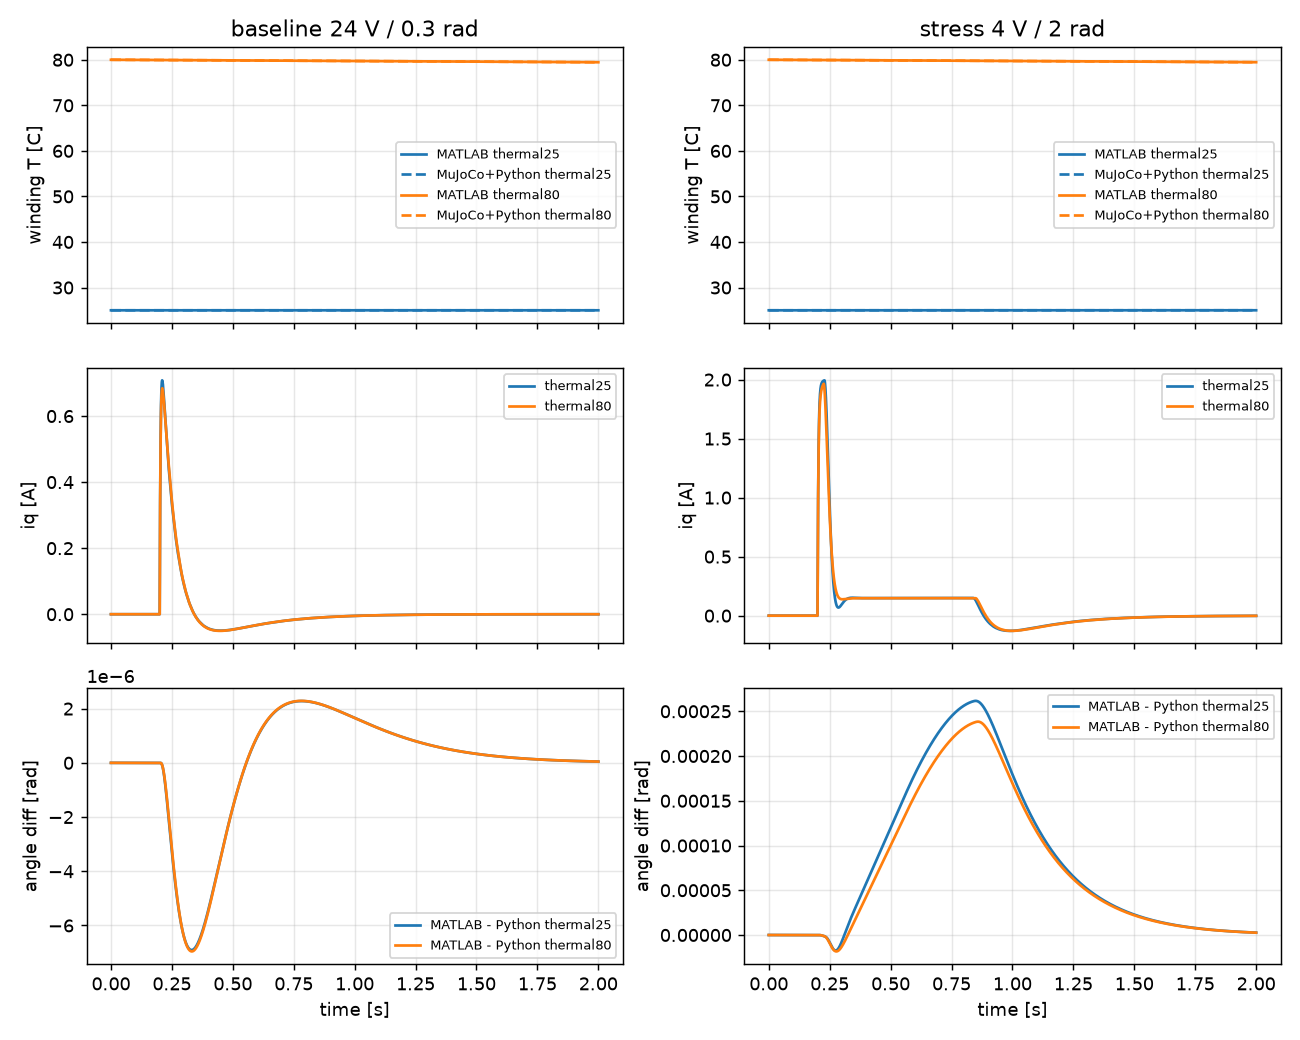 baseline 24 V / 0.3 rad
80
70
60
50
40
30
winding T [C]
MATLAB thermal25
MuJoCo+Python thermal25
MATLAB thermal80
MuJoCo+Python thermal80
stress 4 V / 2 rad
80
70
60
50
40
30
winding T [C]
MATLAB thermal25
MuJoCo+Python thermal25
MATLAB thermal80
MuJoCo+Python thermal80
0.6
0.4
0.2
0.0
iq [A]
thermal25
thermal80
2.0
1.5
1.0
0.5
0.0
iq [A]
thermal25
thermal80
1e−6
2
0
−2
−4
−6
angle diff [rad]
MATLAB - Python thermal25
MATLAB - Python thermal80
0.00 0.25 0.50 0.75 1.00 1.25 1.50 1.75 2.00
time [s]
0.00025
0.00020
0.00015
0.00010
0.00005
0.00000
angle diff [rad]
MATLAB - Python thermal25
MATLAB - Python thermal80
0.00 0.25 0.50 0.75 1.00 1.25 1.50 1.75 2.00
time [s]